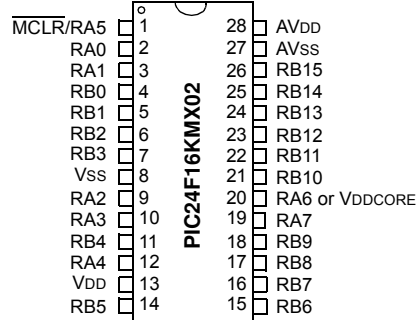 MCLR/RA5 1 28 AVDD
RA0 2 27 AVSS
RA1 3 26 RB15
RB0 4 25 RB14
RB1 5 24 RB13
RB2 6 23 RB12
RB3 7 22 RB11
VSS 8 21 RB10
RA2 9 20 RA6 or VDDCORE
RA3 10 19 RA7
RB4 11 18 RB9
RA4 12 17 RB8
VDD 13 16 RB7
RB5 14 15 RB6
PIC24F16KMX02